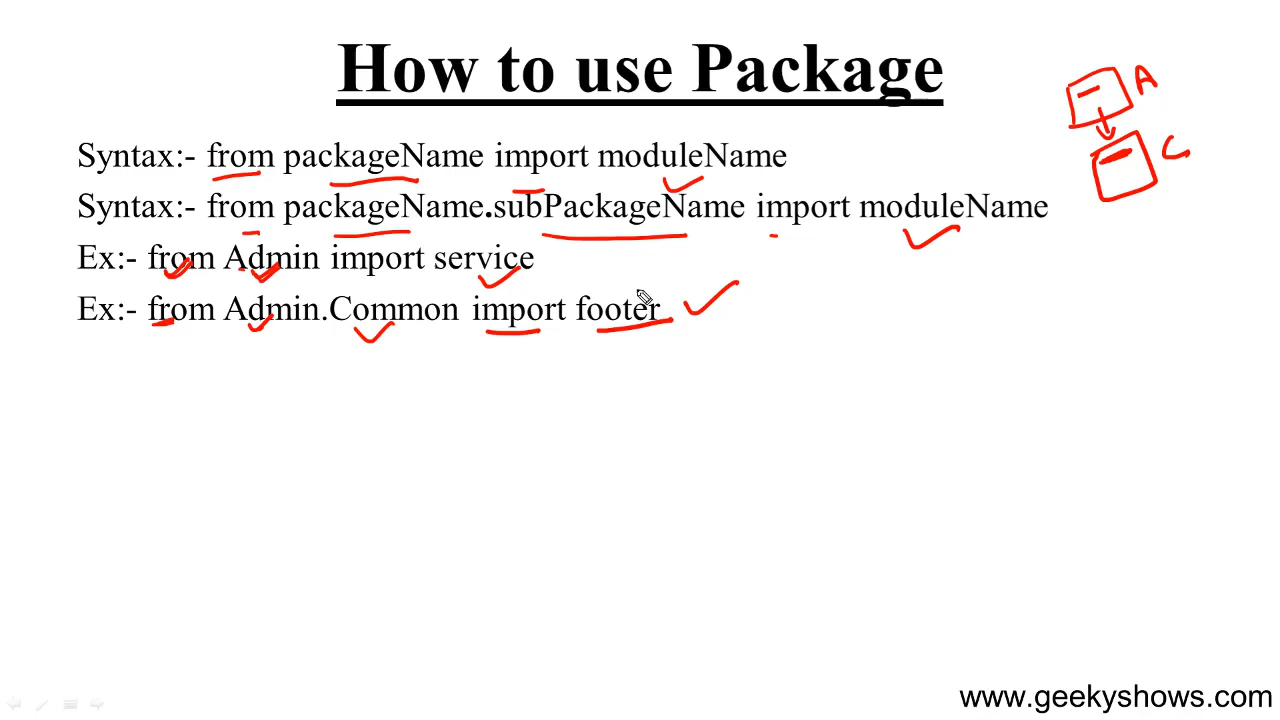 How to use Package
Syntax:- from packageName import moduleName
Syntax:- from packageName.subPackageName import moduleName
Ex:- from Admin import service
Ex:- from Admin.Common import footer
A
C
www.geekyshows.com